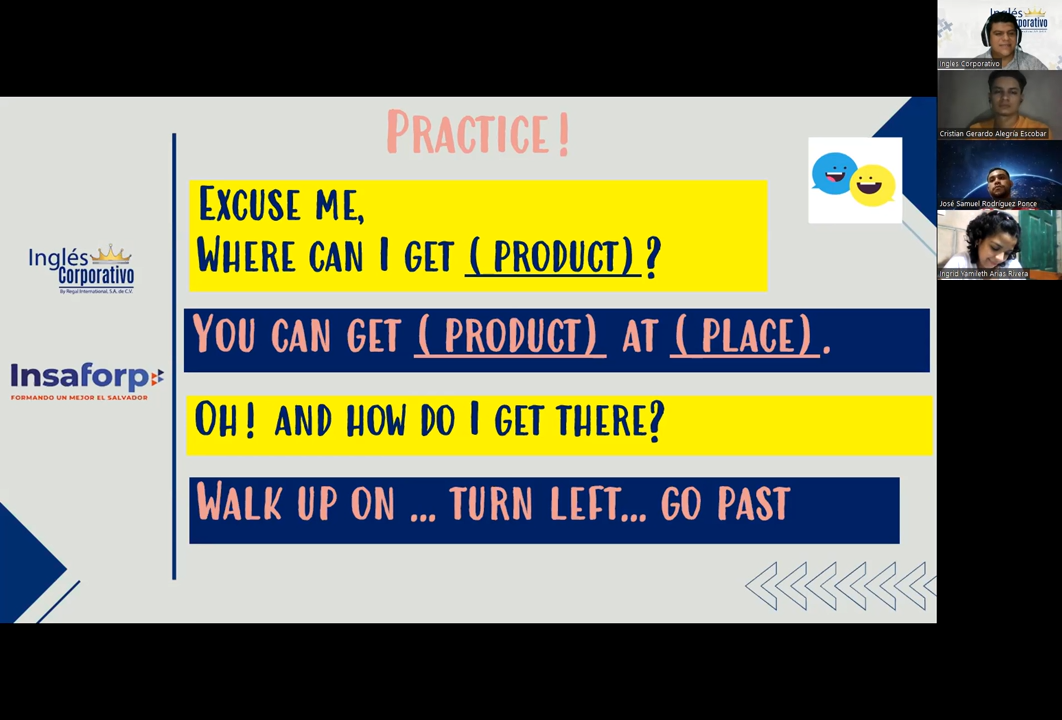 PRACTICE!
EXCUSE ME,
WHERE CAN I GET ( PRODUCT)?
YOU CAN GET ( PRODUCT) AT ( PLACE).
OH! AND HOW DO I GET THERE?
WALK UP ON ... TURN LEFT... GO PAST
Inglés
Corporativo
By Regal International, S.A. de C.V.
Insaforp
FORMANDO UN MEJOR EL SALVADOR
Inglés Corporativo
Cristian Gerardo Alegría Escobar
José Samuel Rodríguez Ponce
Ingrid Yamileth Arias Rivera